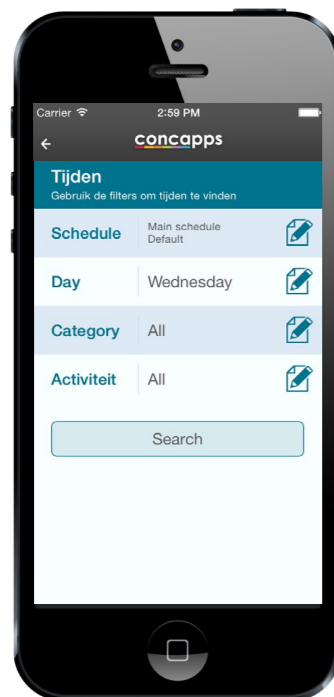 Carrier 2:59 PM
concapps
Tijden
Gebruik de filters om tijden te vinden
Schedule Main schedule
Default
Day Wednesday
Category All
Activiteit All
Search